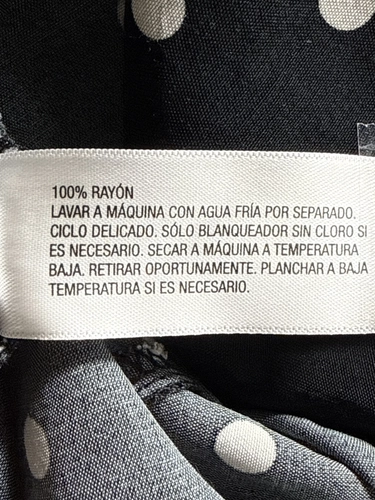 100% RAYÓN
LAVAR A MÁQUINA CON AGUA FRÍA POR SEPARADO.
CICLO DELICADO. SÓLO BLANQUEADOR SIN CLORO SI
ES NECESARIO. SECAR A MÁQUINA A TEMPERATURA
BAJA. RETIRAR OPORTUNAMENTE. PLANCHAR A BAJA
TEMPERATURA SI ES NECESARIO.